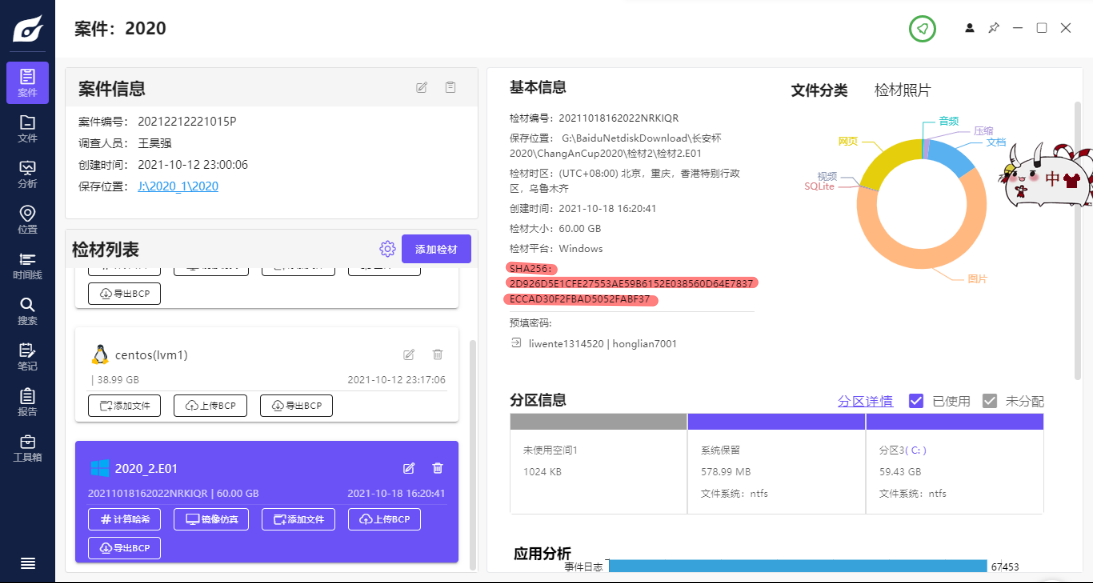 案件：2020
案件
文件
分析
位置
时间线
搜索
笔记
报告
工具箱
案件信息
案件编号： 20212212221015P
调查人员： 王昊强
创建时间： 2021-10-12 23:00:06
保存位置： J:\2020_1\2020
检材列表
添加检材
导出BCP
centos(lvm1)
| 38.99 GB
2021-10-12 23:17:06
添加文件
上传BCP
导出BCP
2020_2.E01
20211018162022NRKIQR | 60.00 GB
2021-10-18 16:20:41
计算哈希
镜像仿真
添加文件
上传BCP
导出BCP
基本信息
检材编号：20211018162022NRKIQR
保存位置： G:\BaiduNetdiskDownload\长安杯
2020\ChangAnCup2020\检材2\检材2.E01
检材时区：(UTC+08:00) 北京，重庆，香港特别行政
区，乌鲁木齐
创建时间：2021-10-18 16:20:41
检材大小：60.00 GB
检材平台：Windows
SHA256：
2D926D5E1CFE27553AE59B6152E038560D64E7837
ECCAD30F2FBAD5052FABF37
预填密码：
liwente1314520 | honglian7001
文件分类
检材照片
音频
压缩
文档
网页
视频
SQLite
图片
中
分区信息
分区详情
已使用
未分配
未使用空间1
1024 KB
系统保留
578.99 MB
文件系统：ntfs
分区3( C: )
59.43 GB
文件系统：ntfs
应用分析
事件日志
67453